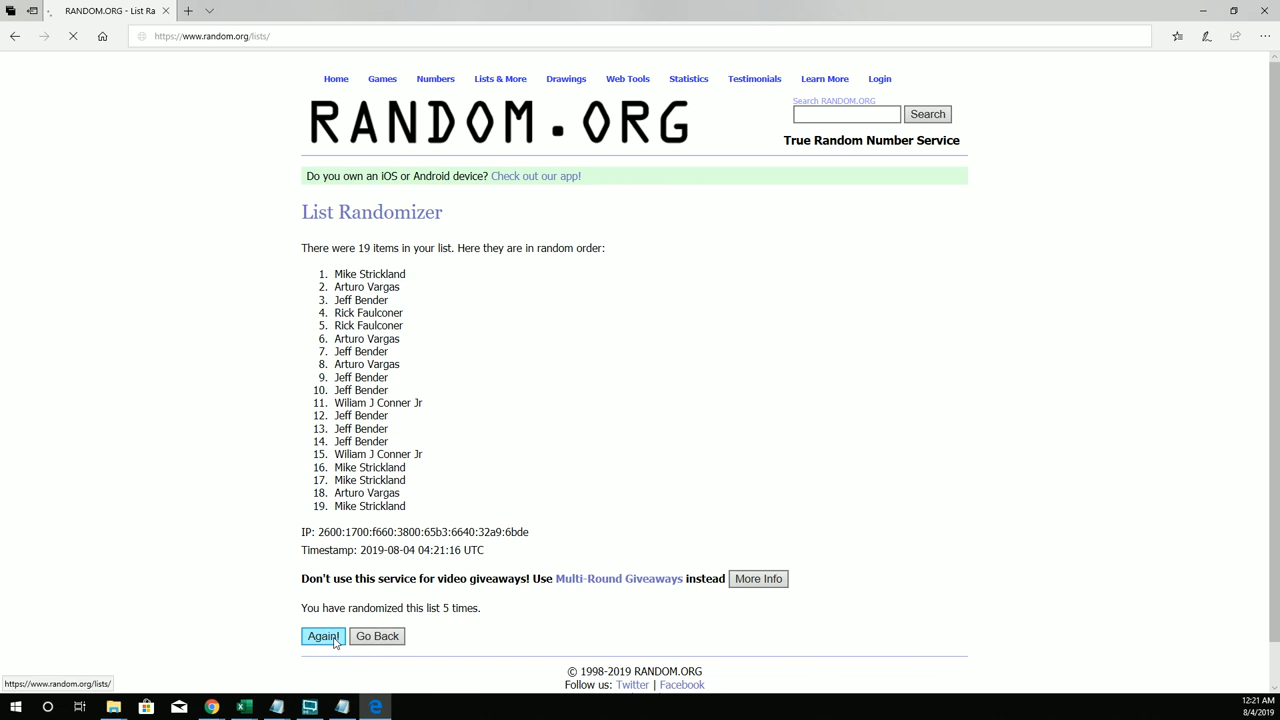 RANDOM.ORG - List Ra
https://www.random.org/lists/
Home Games Numbers Lists & More Drawings Web Tools Statistics Testimonials Learn More Login
Search RANDOM.ORG
RANDOM.ORG
Search
True Random Number Service
Do you own an iOS or Android device? Check out our app!
List Randomizer
There were 19 items in your list. Here they are in random order:
1. Mike Strickland
2. Arturo Vargas
3. Jeff Bender
4. Rick Faulconer
5. Rick Faulconer
6. Arturo Vargas
7. Jeff Bender
8. Arturo Vargas
9. Jeff Bender
10. Jeff Bender
11. Wiliam J Conner Jr
12. Jeff Bender
13. Jeff Bender
14. Jeff Bender
15. Wiliam J Conner Jr
16. Mike Strickland
17. Mike Strickland
18. Arturo Vargas
19. Mike Strickland
IP: 2600:1700:f660:3800:65b3:6640:32a9:6bde
Timestamp: 2019-08-04 04:21:16 UTC
Don't use this service for video giveaways! Use Multi-Round Giveaways instead More Info
You have randomized this list 5 times.
Again! Go Back
© 1998-2019 RANDOM.ORG
Follow us: Twitter | Facebook
https://www.random.org/lists/
12:21 AM
8/4/2019